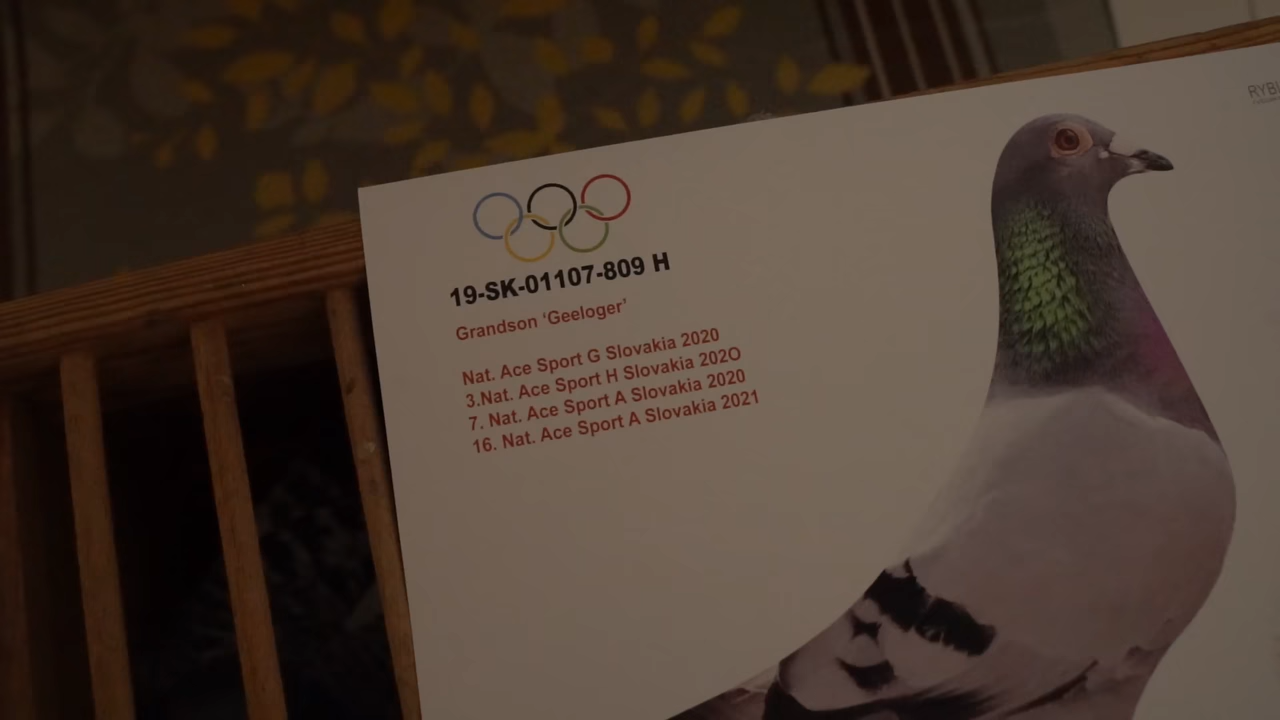 19-SK-01107-809 H
Grandson ‘Geeloger’
Nat. Ace Sport G Slovakia 2020
3.Nat. Ace Sport H Slovakia 202O
7. Nat. Ace Sport A Slovakia 2020
16. Nat. Ace Sport A Slovakia 2021